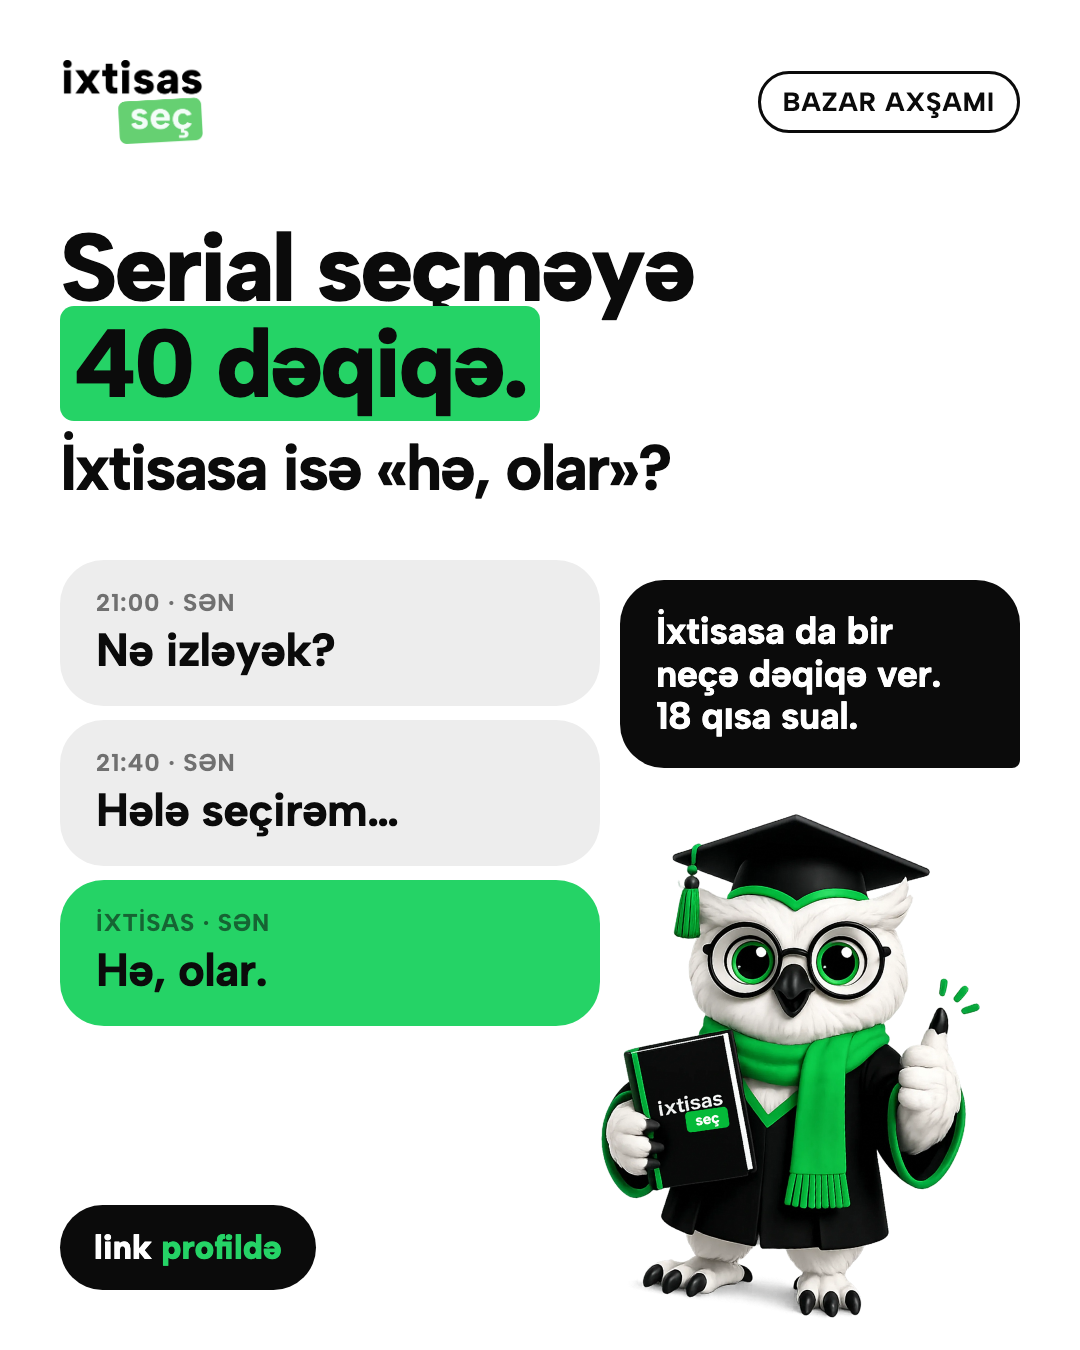 ixtisas
seç
BAZAR AXŞAMI
Serial seçməyə
40 dəqiqə.
İxtisasa isə «hə, olar»?
21:00 · SƏN
Nə izləyək?
21:40 · SƏN
Hələ seçirəm...
İXTİSAS · SƏN
Hə, olar.
İxtisasa da bir
neçə dəqiqə ver.
18 qısa sual.
ixtisas
seç
link profildə